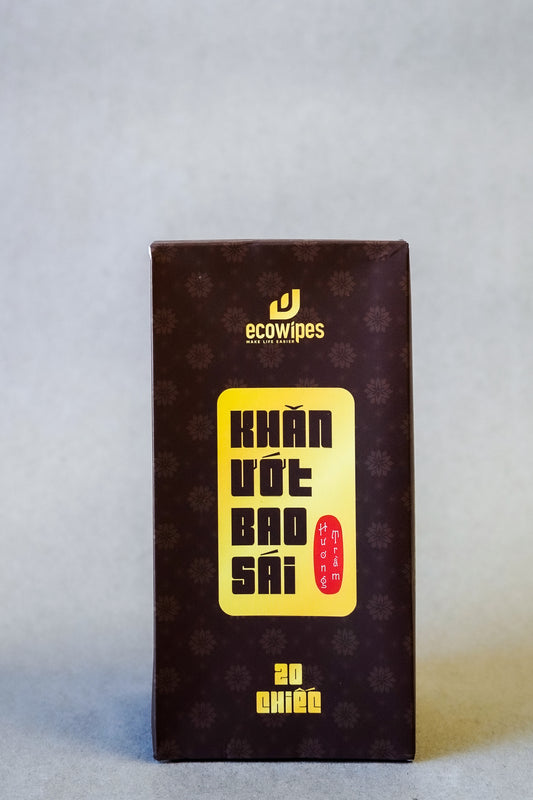 ecowipes
MAKE LIFE EASIER
KHĂN
ƯỚT
BAO
SÁI
Hương
Trầm
20
CHIẾC